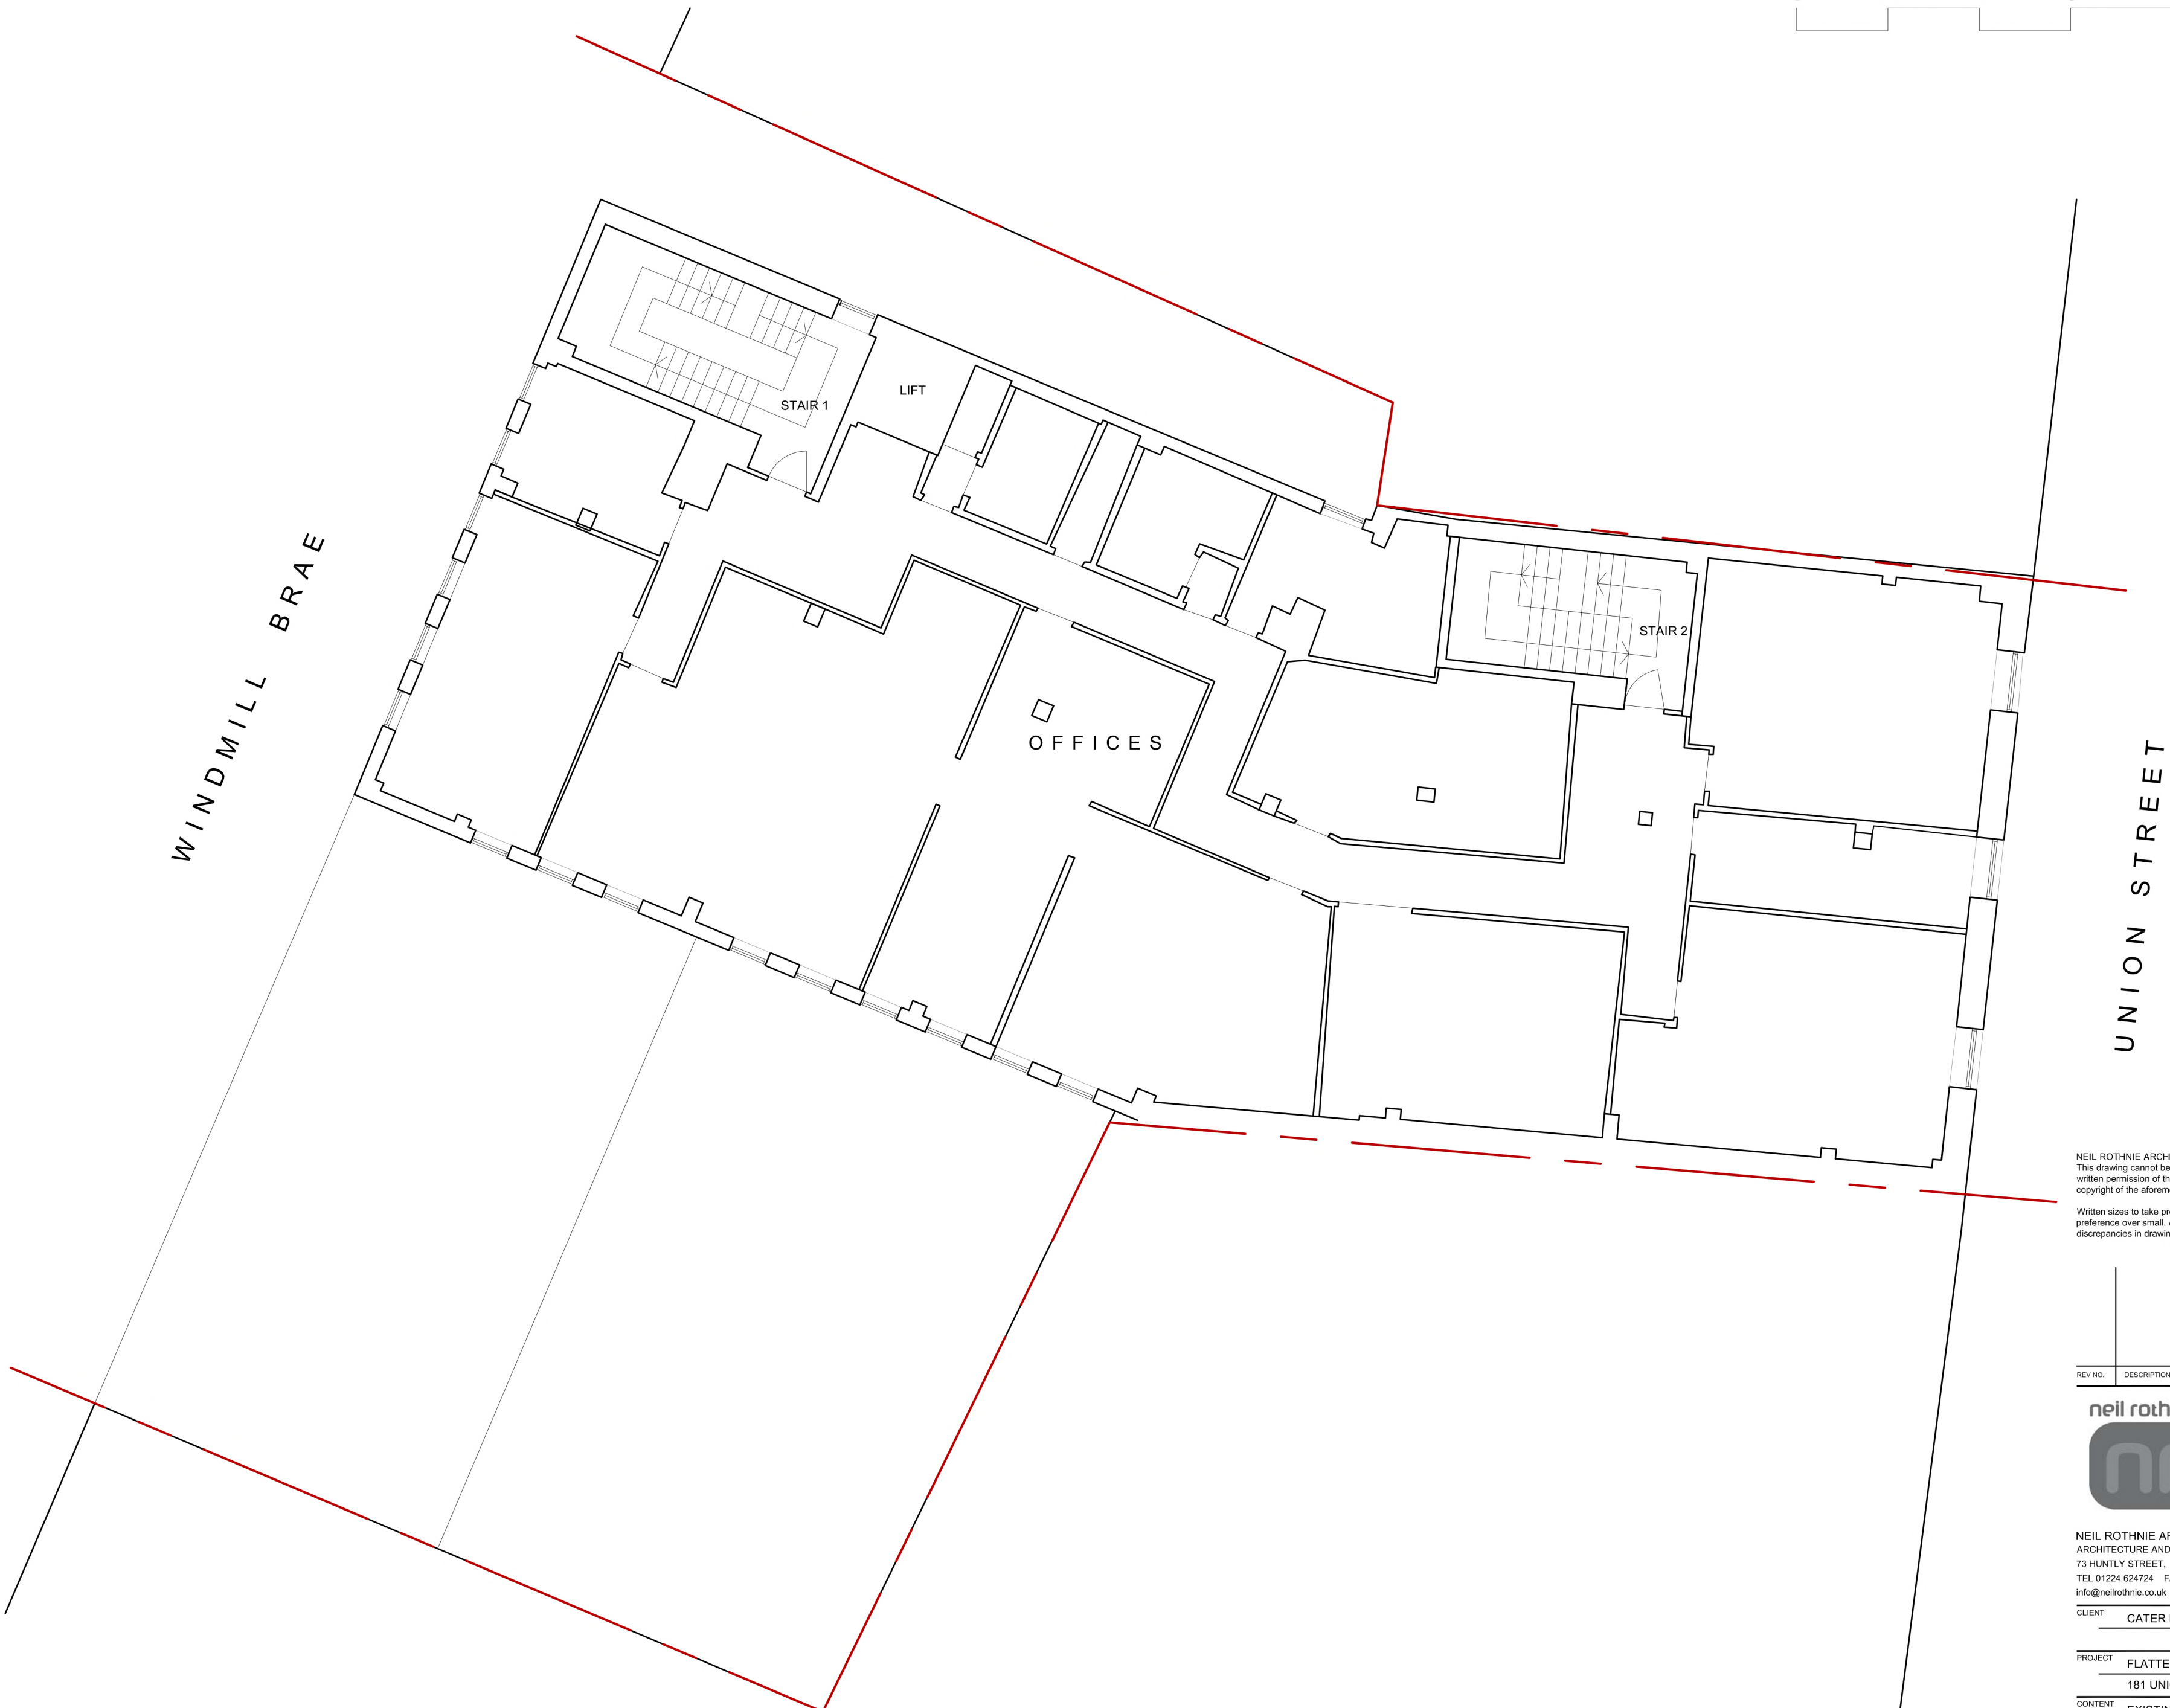 STAIR 1
LIFT
STAIR 2
OFFICES
WINDMILL BRAE
UNION STREET
NEIL ROTHNIE ARCHI
This drawing cannot be
written permission of th
copyright of the aforem
Written sizes to take pr
preference over small.
discrepancies in drawin
REV NO. DESCRIPTION
neil roth
NEIL ROTHNIE AR
ARCHITECTURE AND
73 HUNTLY STREET,
TEL 01224 624724 F
info@neilrothnie.co.uk
CLIENT CATER
PROJECT FLATTE
181 UNI
CONTENT